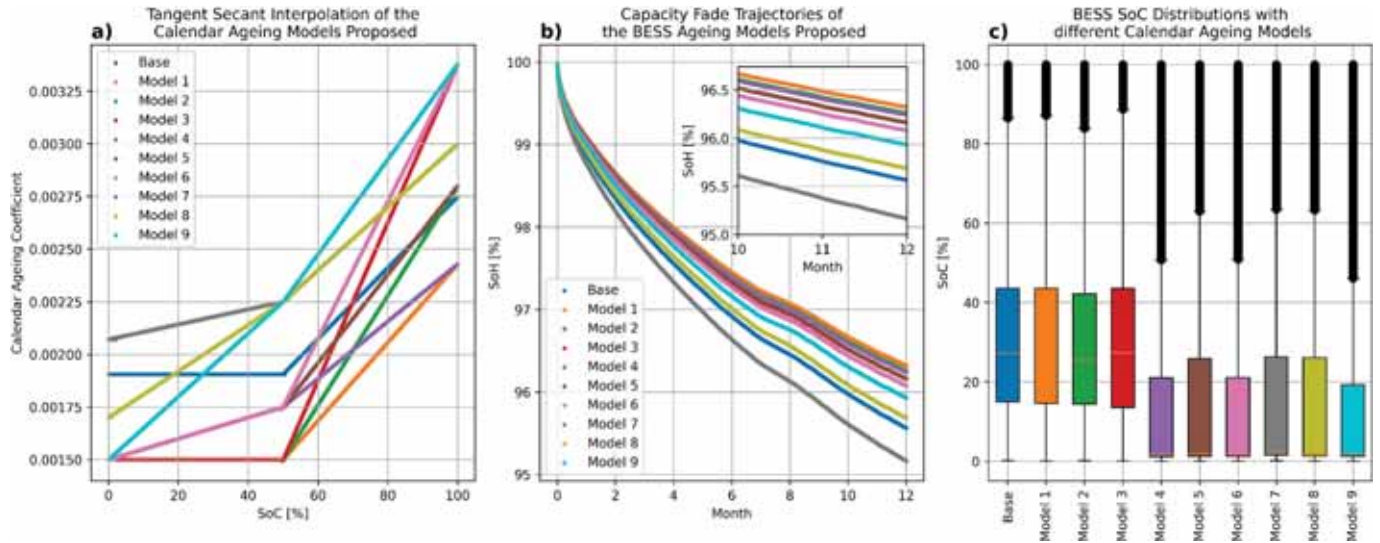 Tangent Secant Interpolation of the
a) Calendar Ageing Models Proposed
Calendar Ageing Coefficient
0.00325
0.00300
0.00275
0.00250
0.00225
0.00200
0.00175
0.00150
Base
Model 1
Model 2
Model 3
Model 4
Model 5
Model 6
Model 7
Model 8
Model 9
0 20 40 60 80 100
SoC [%]
Capacity Fade Trajectories of
b) the BESS Ageing Models Proposed
SoH [%]
100
99
98
97
96
95
SoH [%]
96.5
96.0
95.5
95.0
10 11 12
Month
Base
Model 1
Model 2
Model 3
Model 4
Model 5
Model 6
Model 7
Model 8
Model 9
0 2 4 6 8 10 12
Month
BESS SoC Distributions with
c) different Calendar Ageing Models
SoC [%]
100
80
60
40
20
0
Base
Model 1
Model 2
Model 3
Model 4
Model 5
Model 6
Model 7
Model 8
Model 9